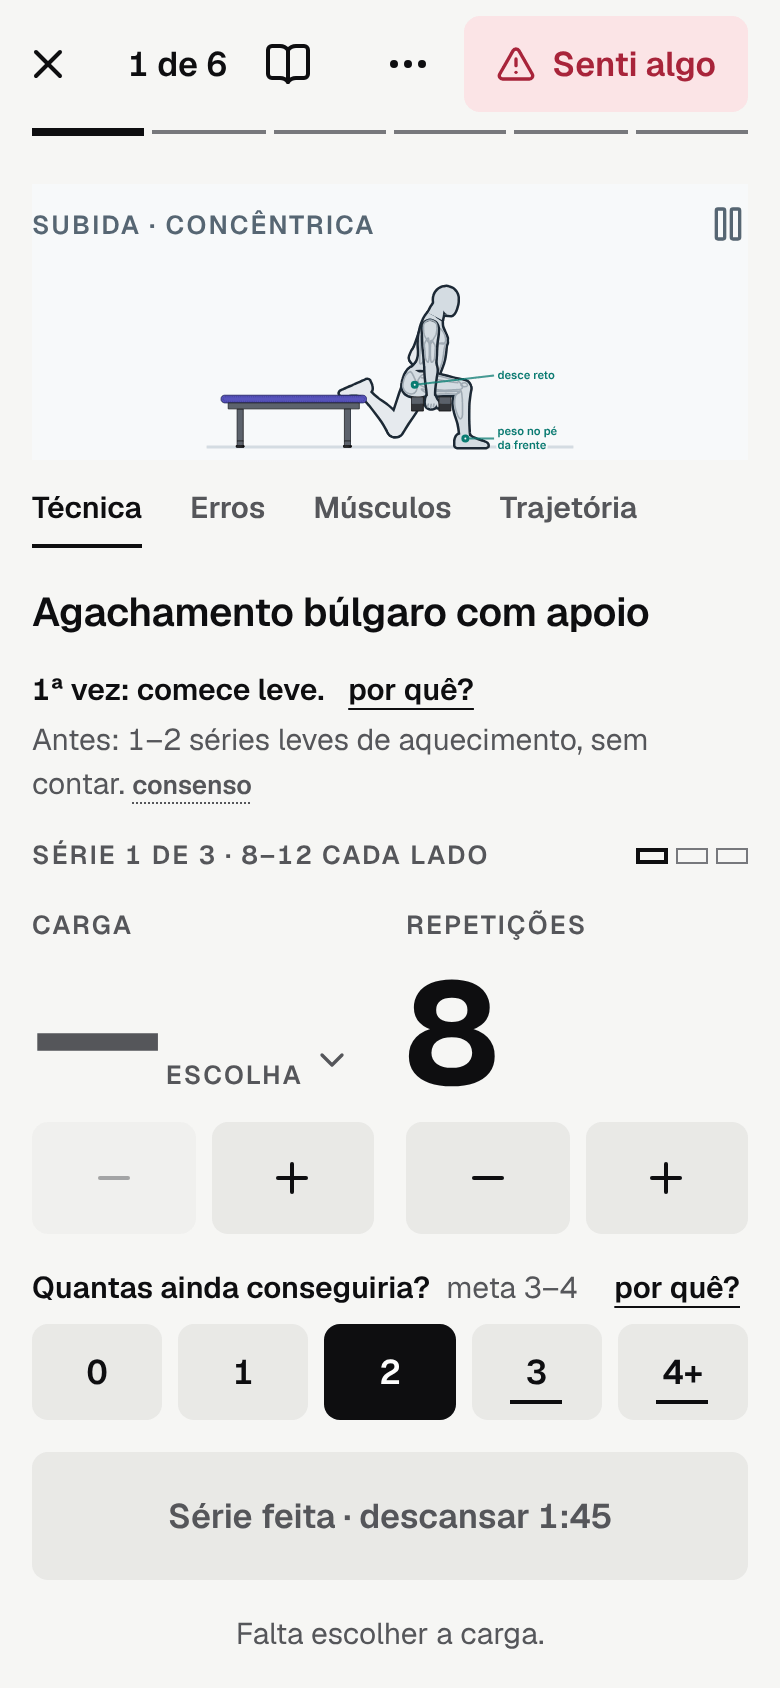 1 de 6
Senti algo
SUBIDA · CONCÊNTRICA
desce reto
peso no pé
da frente
Técnica Erros Músculos Trajetória
Agachamento búlgaro com apoio
1ª vez: comece leve. por quê?
Antes: 1–2 séries leves de aquecimento, sem
contar. consenso
SÉRIE 1 DE 3 · 8–12 CADA LADO
CARGA REPETIÇÕES
— ESCOLHA 8
− + − +
Quantas ainda conseguiria? meta 3–4 por quê?
0 1 2 3 4+
Série feita · descansar 1:45
Falta escolher a carga.